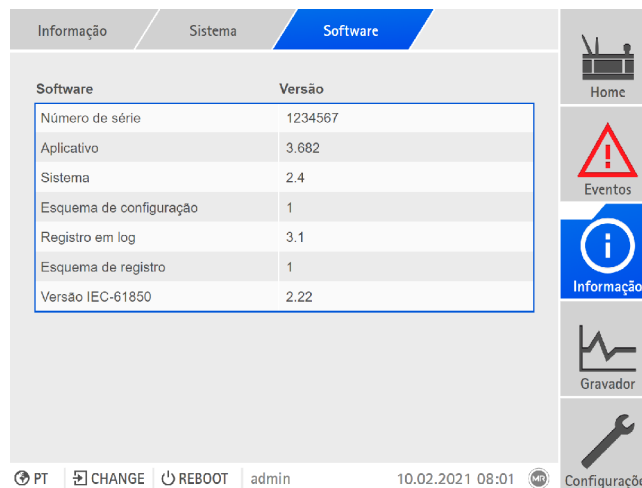 Informação Sistema Software
Software Versão
Número de série 1234567
Aplicativo 3.682
Sistema 2.4
Esquema de configuração 1
Registro em log 3.1
Esquema de registro 1
Versão IEC-61850 2.22
Home
Eventos
Informação
Gravador
Configuraçõ
PT CHANGE REBOOT admin 10.02.2021 08:01 MR